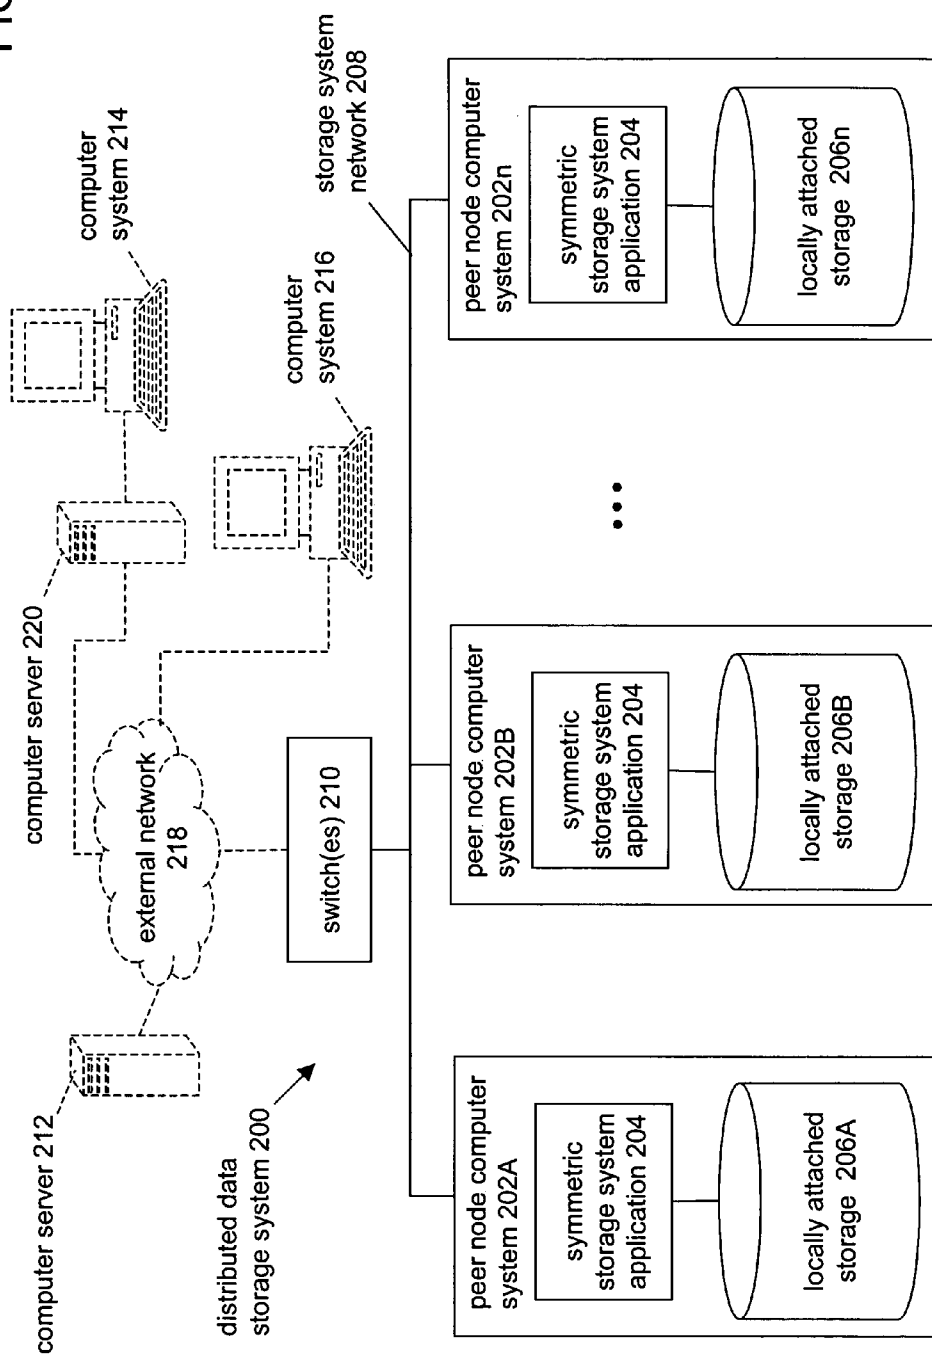 computer
system 214
computer server 220
computer
system 216
storage system
network 208
external network
218
computer server 212
switch(es) 210
distributed data
storage system 200
peer node computer
system 202A
symmetric
storage system
application 204
locally attached
storage 206A
peer node computer
system 202B
symmetric
storage system
application 204
locally attached
storage 206B
peer node computer
system 202n
symmetric
storage system
application 204
locally attached
storage 206n